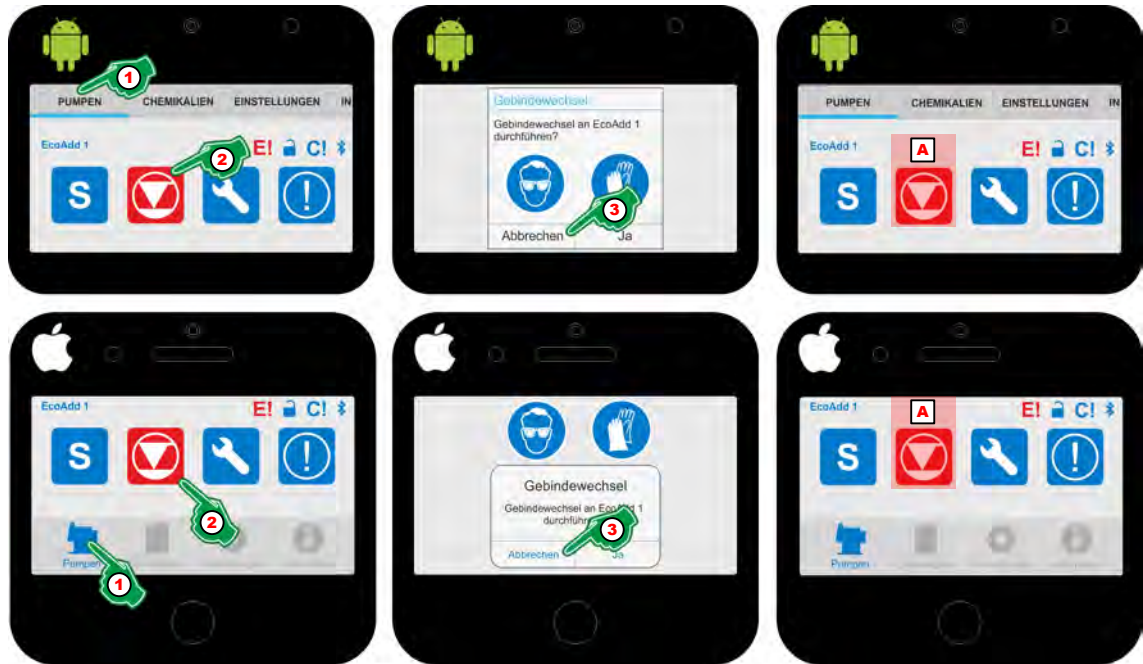 1
PUMPEN CHEMIKALIEN EINSTELLUNGEN IN
EcoAdd 1 2 E! C!
S !
Gebindewechsel
Gebindewechsel an EcoAdd 1
durchführen?
3
Abbrechen Ja
PUMPEN CHEMIKALIEN EINSTELLUNGEN IN
EcoAdd 1 A E! C!
S !
EcoAdd 1 E! C!
S !
2
Pumpen
1
Gebindewechsel
Gebindewechsel an EcoAdd 1
durchführen?
3
Abbrechen Ja
EcoAdd 1 A E! C!
S !
Pumpen